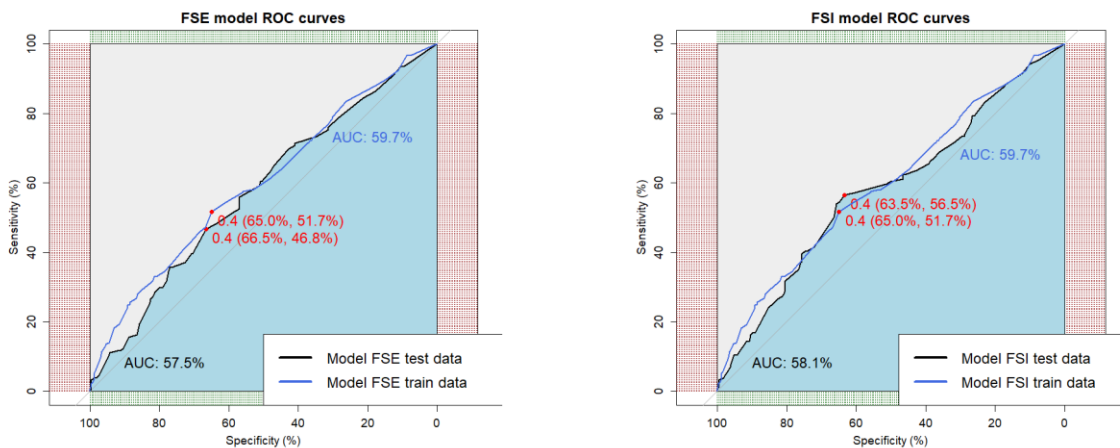 FSE model ROC curves
Sensitivity (%)
100
80
60
40
20
0
AUC: 59.7%
0.4 (65.0%, 51.7%)
0.4 (66.5%, 46.8%)
AUC: 57.5%
Model FSE test data
Model FSE train data
100
80
60
40
20
0
Specificity (%)
FSI model ROC curves
Sensitivity (%)
100
80
60
40
20
0
AUC: 59.7%
0.4 (63.5%, 56.5%)
0.4 (65.0%, 51.7%)
AUC: 58.1%
Model FSI test data
Model FSI train data
100
80
60
40
20
0
Specificity (%)